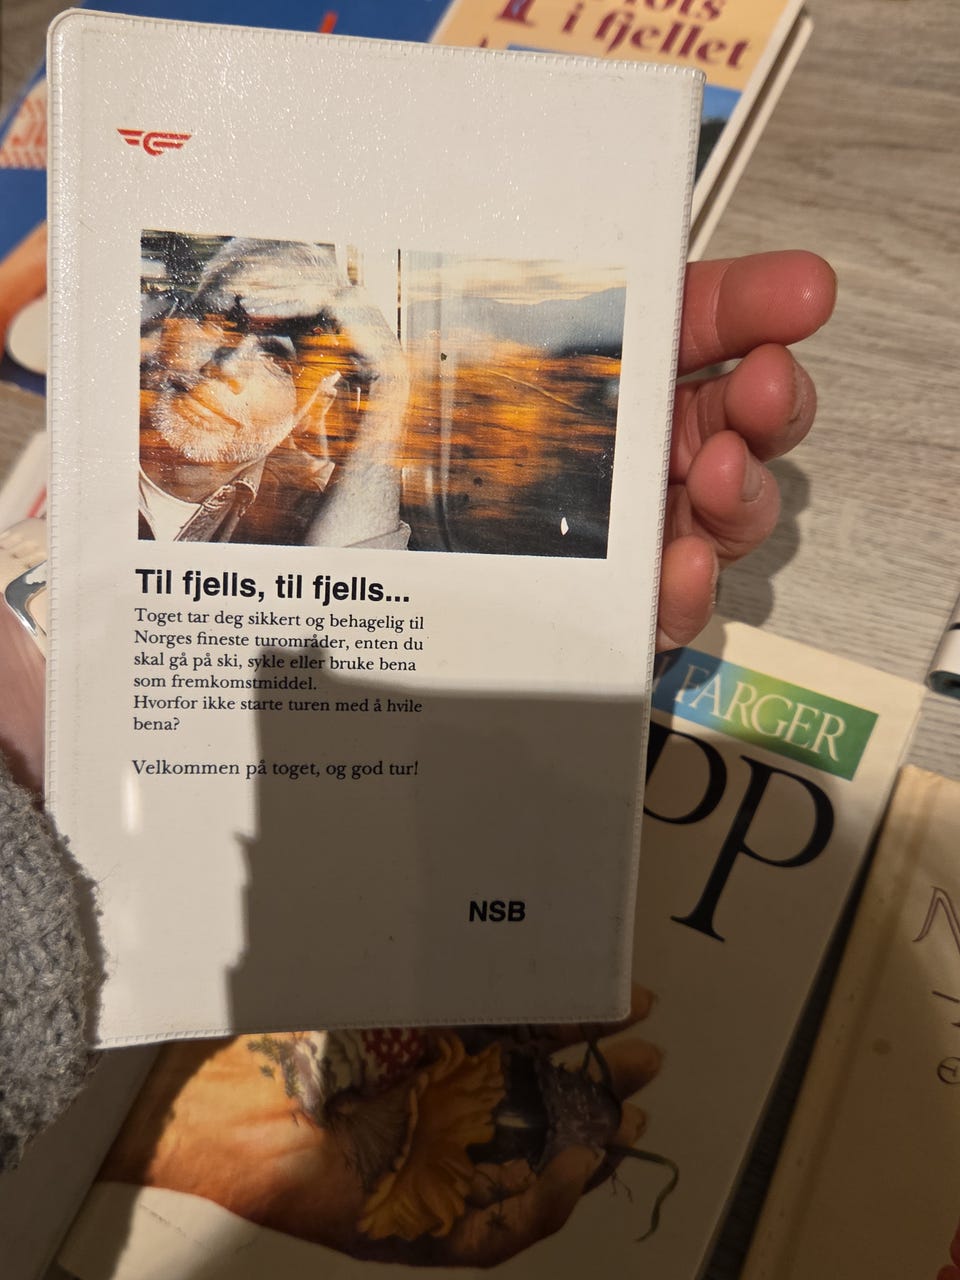 i fjellet
Til fjells, til fjells...
Toget tar deg sikkert og behagelig til
Norges fineste turområder, enten du
skal gå på ski, sykle eller bruke bena
som fremkomstmiddel.
Hvorfor ikke starte turen med å hvile
bena?
Velkommen på toget, og god tur!
NSB
FARGER